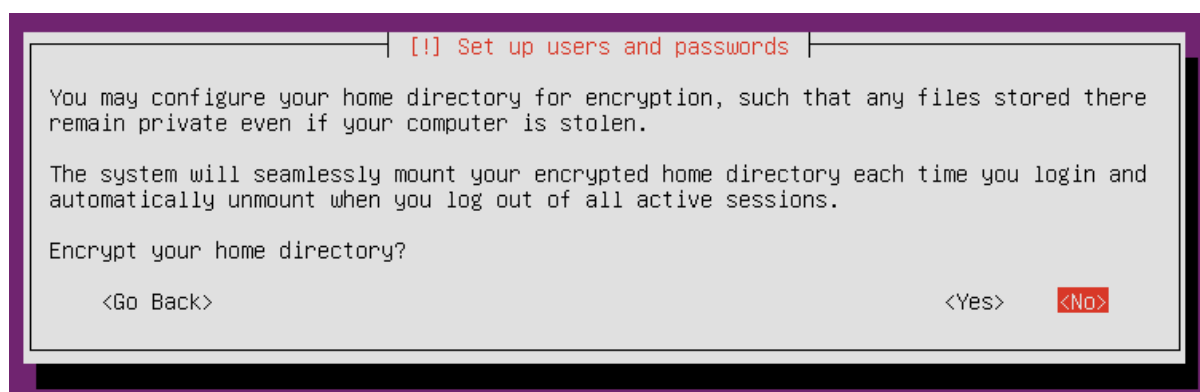 [!] Set up users and passwords
You may configure your home directory for encryption, such that any files stored there
remain private even if your computer is stolen.
The system will seamlessly mount your encrypted home directory each time you login and
automatically unmount when you log out of all active sessions.
Encrypt your home directory?
<Go Back> <Yes> <No>